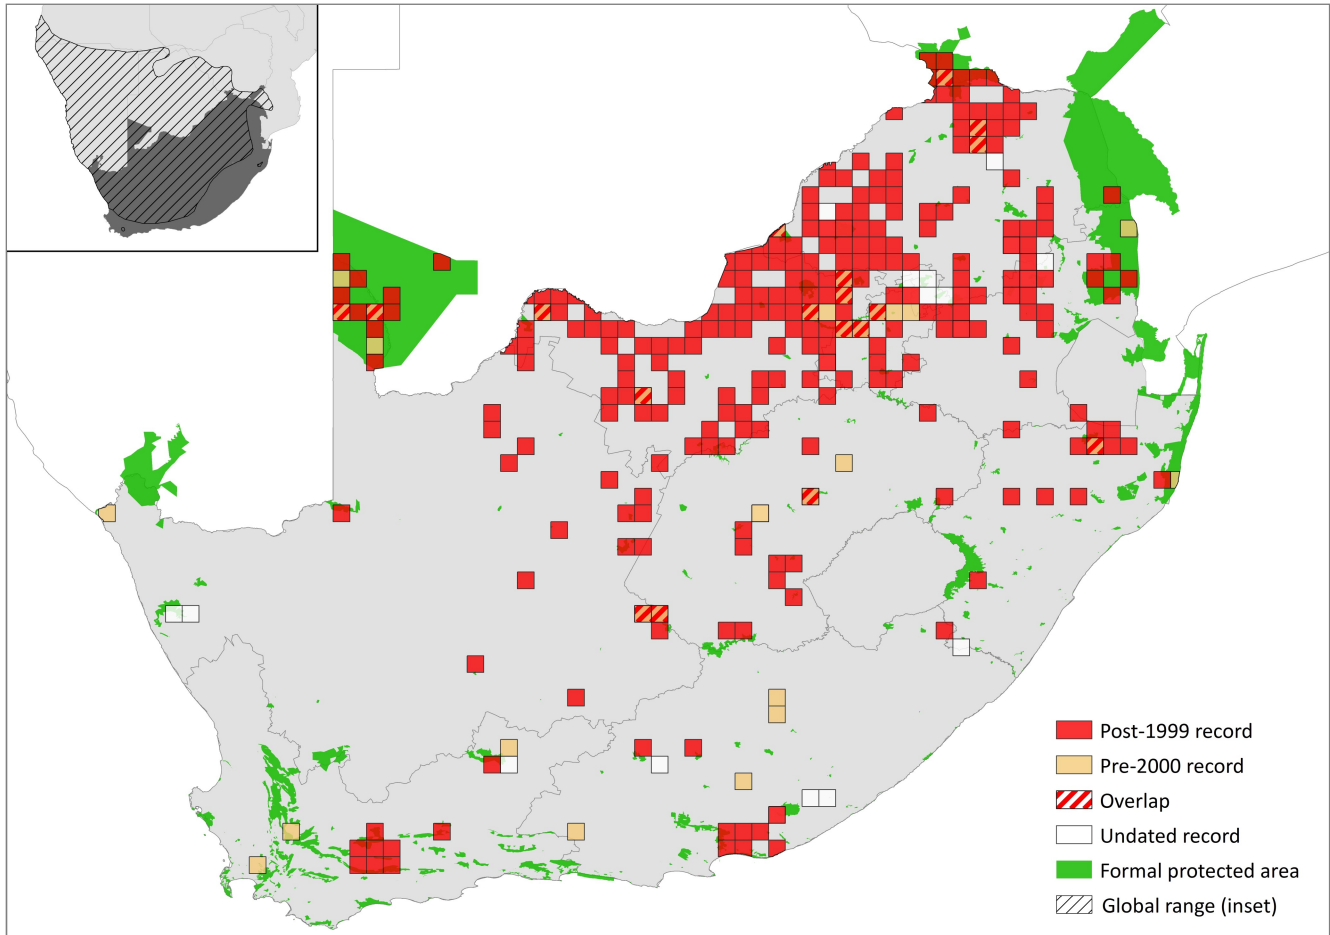 Post-1999 record
Pre-2000 record
Overlap
Undated record
Formal protected area
Global range (inset)